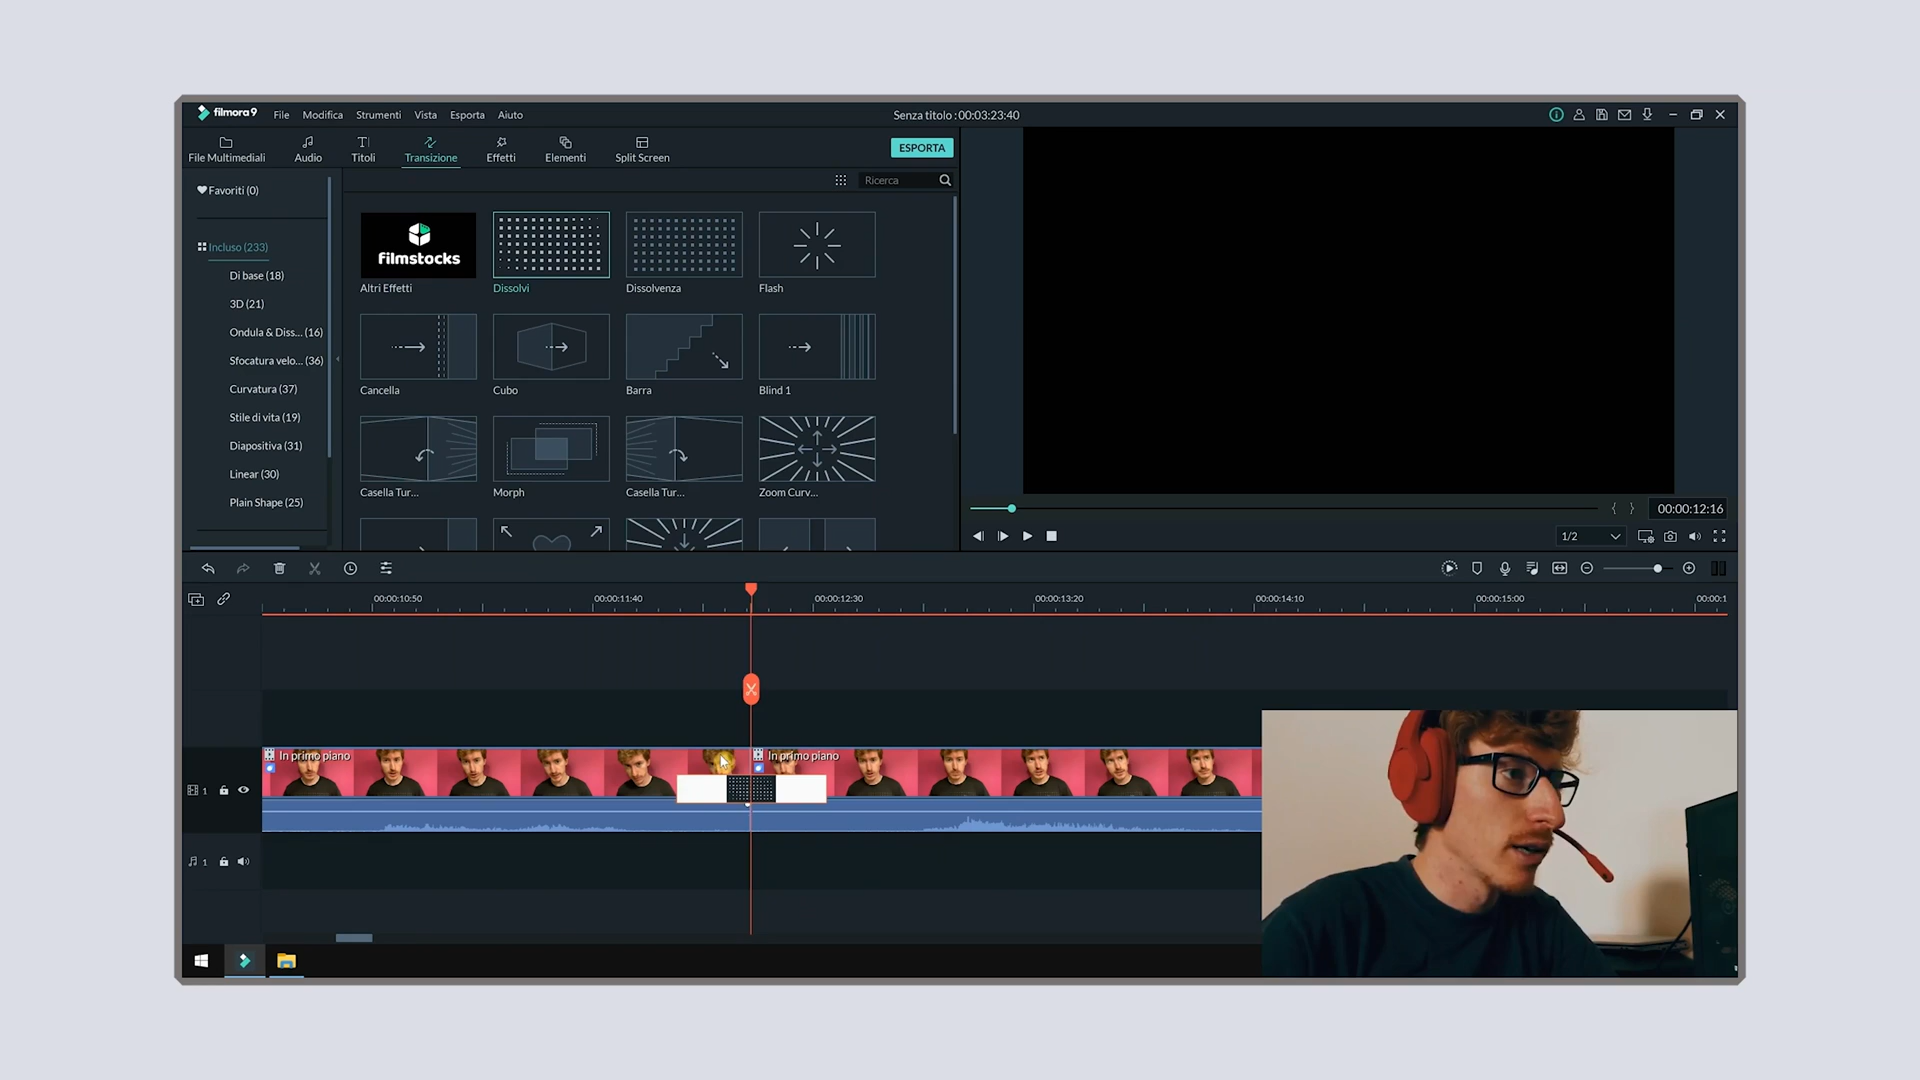 filmora9 File Modifica Strumenti Vista Esporta Aiuto
Senza titolo : 00:03:23:40
File Multimediali Audio Titoli Transizione Effetti Elementi Split Screen
ESPORTA
Ricerca
Favoriti (0)
Incluso (233)
Di base (18)
3D (21)
Ondula & Diss... (16)
Sfocatura velo... (36)
Curvatura (37)
Stile di vita (19)
Diapositiva (31)
Linear (30)
Plain Shape (25)
filmstocks
Altri Effetti Dissolvi Dissolvenza Flash
Cancella Cubo Barra Blind 1
Casella Tur... Morph Casella Tur... Zoom Curv...
{ } 00:00:12:16
1/2
00:00:10:50 00:00:11:40 00:00:12:30 00:00:13:20 00:00:14:10 00:00:15:00 00:00:1
In primo piano In primo piano
1
1